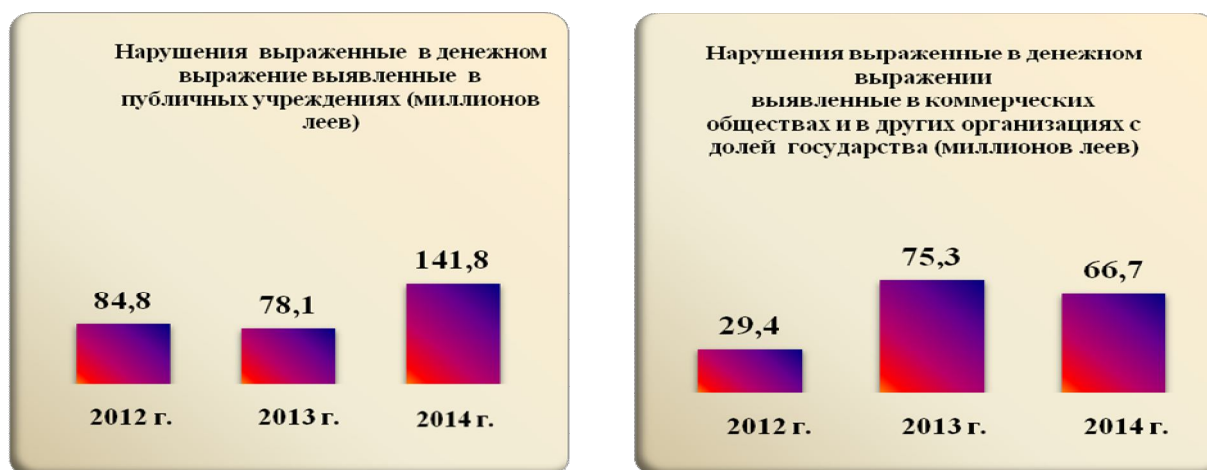 Нарушения выраженные в денежном
выражение выявленные в
публичных учреждениях (миллионов
леев)
84,8
78,1
141,8
2012 г.
2013 г.
2014 г.
Нарушения выраженные в денежном
выражении
выявленные в коммерческих
обществах и в других организациях с
долей государства (миллионов леев)
29,4
75,3
66,7
2012 г.
2013 г.
2014 г.